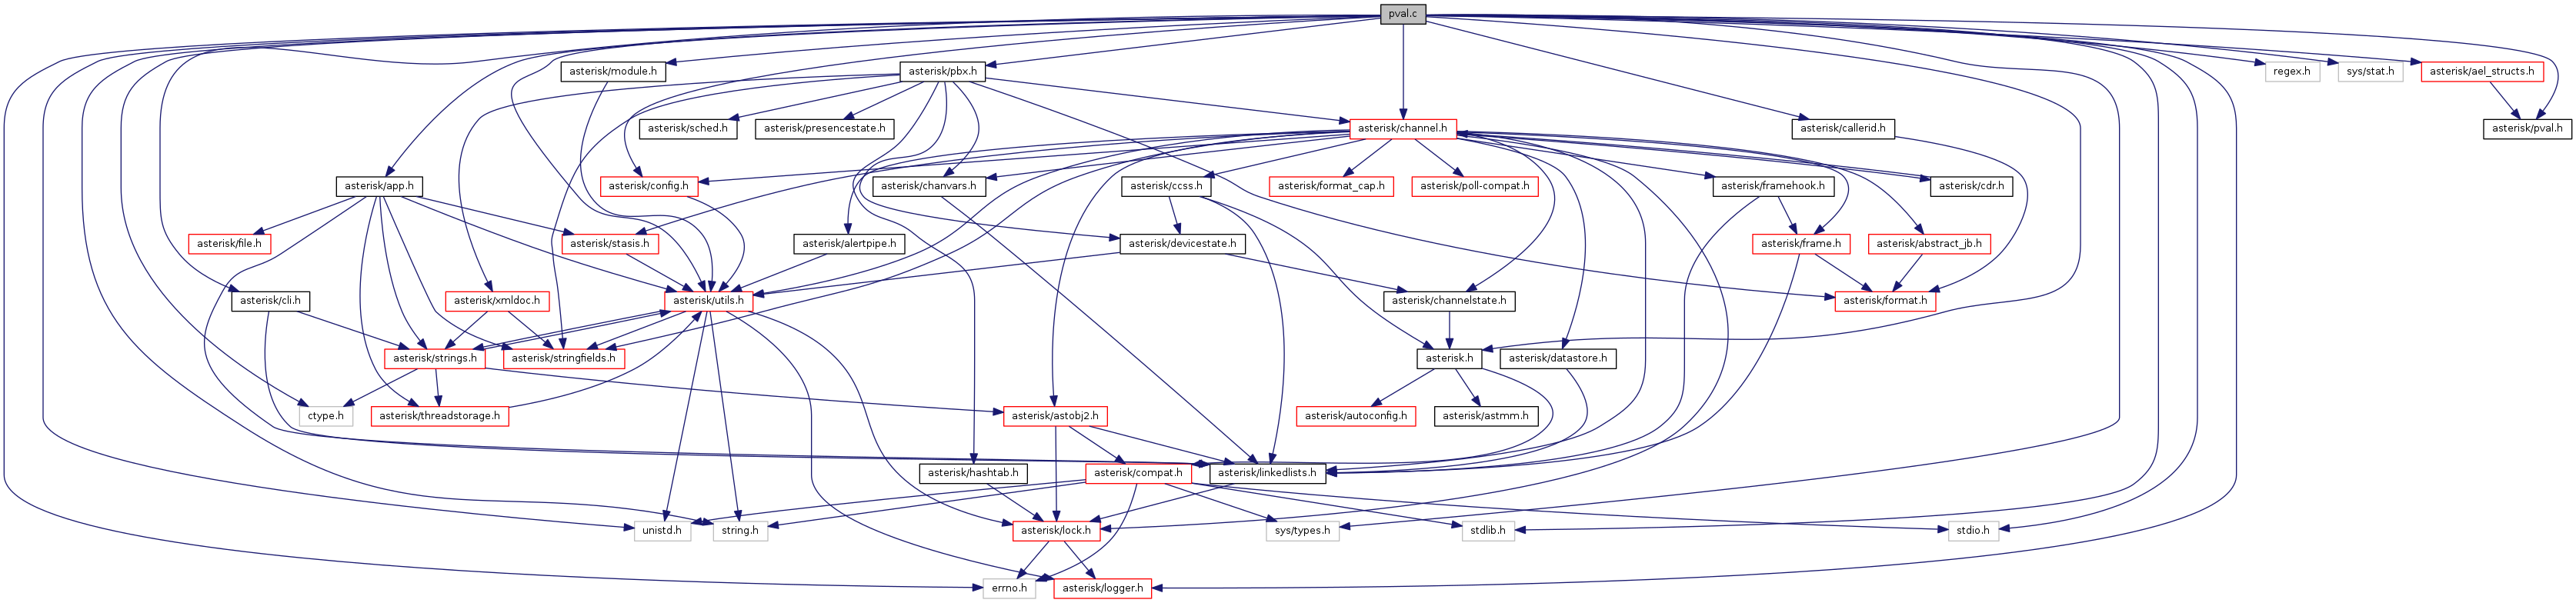 pval.c
asterisk/module.h
asterisk/pbx.h
regex.h
sys/stat.h
asterisk/ael_structs.h
asterisk/sched.h
asterisk/presencestate.h
asterisk/channel.h
asterisk/callerid.h
asterisk/pval.h
asterisk/app.h
asterisk/config.h
asterisk/chanvars.h
asterisk/ccss.h
asterisk/format_cap.h
asterisk/poll-compat.h
asterisk/framehook.h
asterisk/cdr.h
asterisk/file.h
asterisk/stasis.h
asterisk/alertpipe.h
asterisk/devicestate.h
asterisk/frame.h
asterisk/abstract_jb.h
asterisk/cli.h
asterisk/xmldoc.h
asterisk/utils.h
asterisk/channelstate.h
asterisk/format.h
asterisk/strings.h
asterisk/stringfields.h
asterisk.h
asterisk/datastore.h
ctype.h
asterisk/threadstorage.h
asterisk/astobj2.h
asterisk/autoconfig.h
asterisk/astmm.h
asterisk/hashtab.h
asterisk/compat.h
asterisk/linkedlists.h
unistd.h
string.h
asterisk/lock.h
sys/types.h
stdlib.h
stdio.h
errno.h
asterisk/logger.h